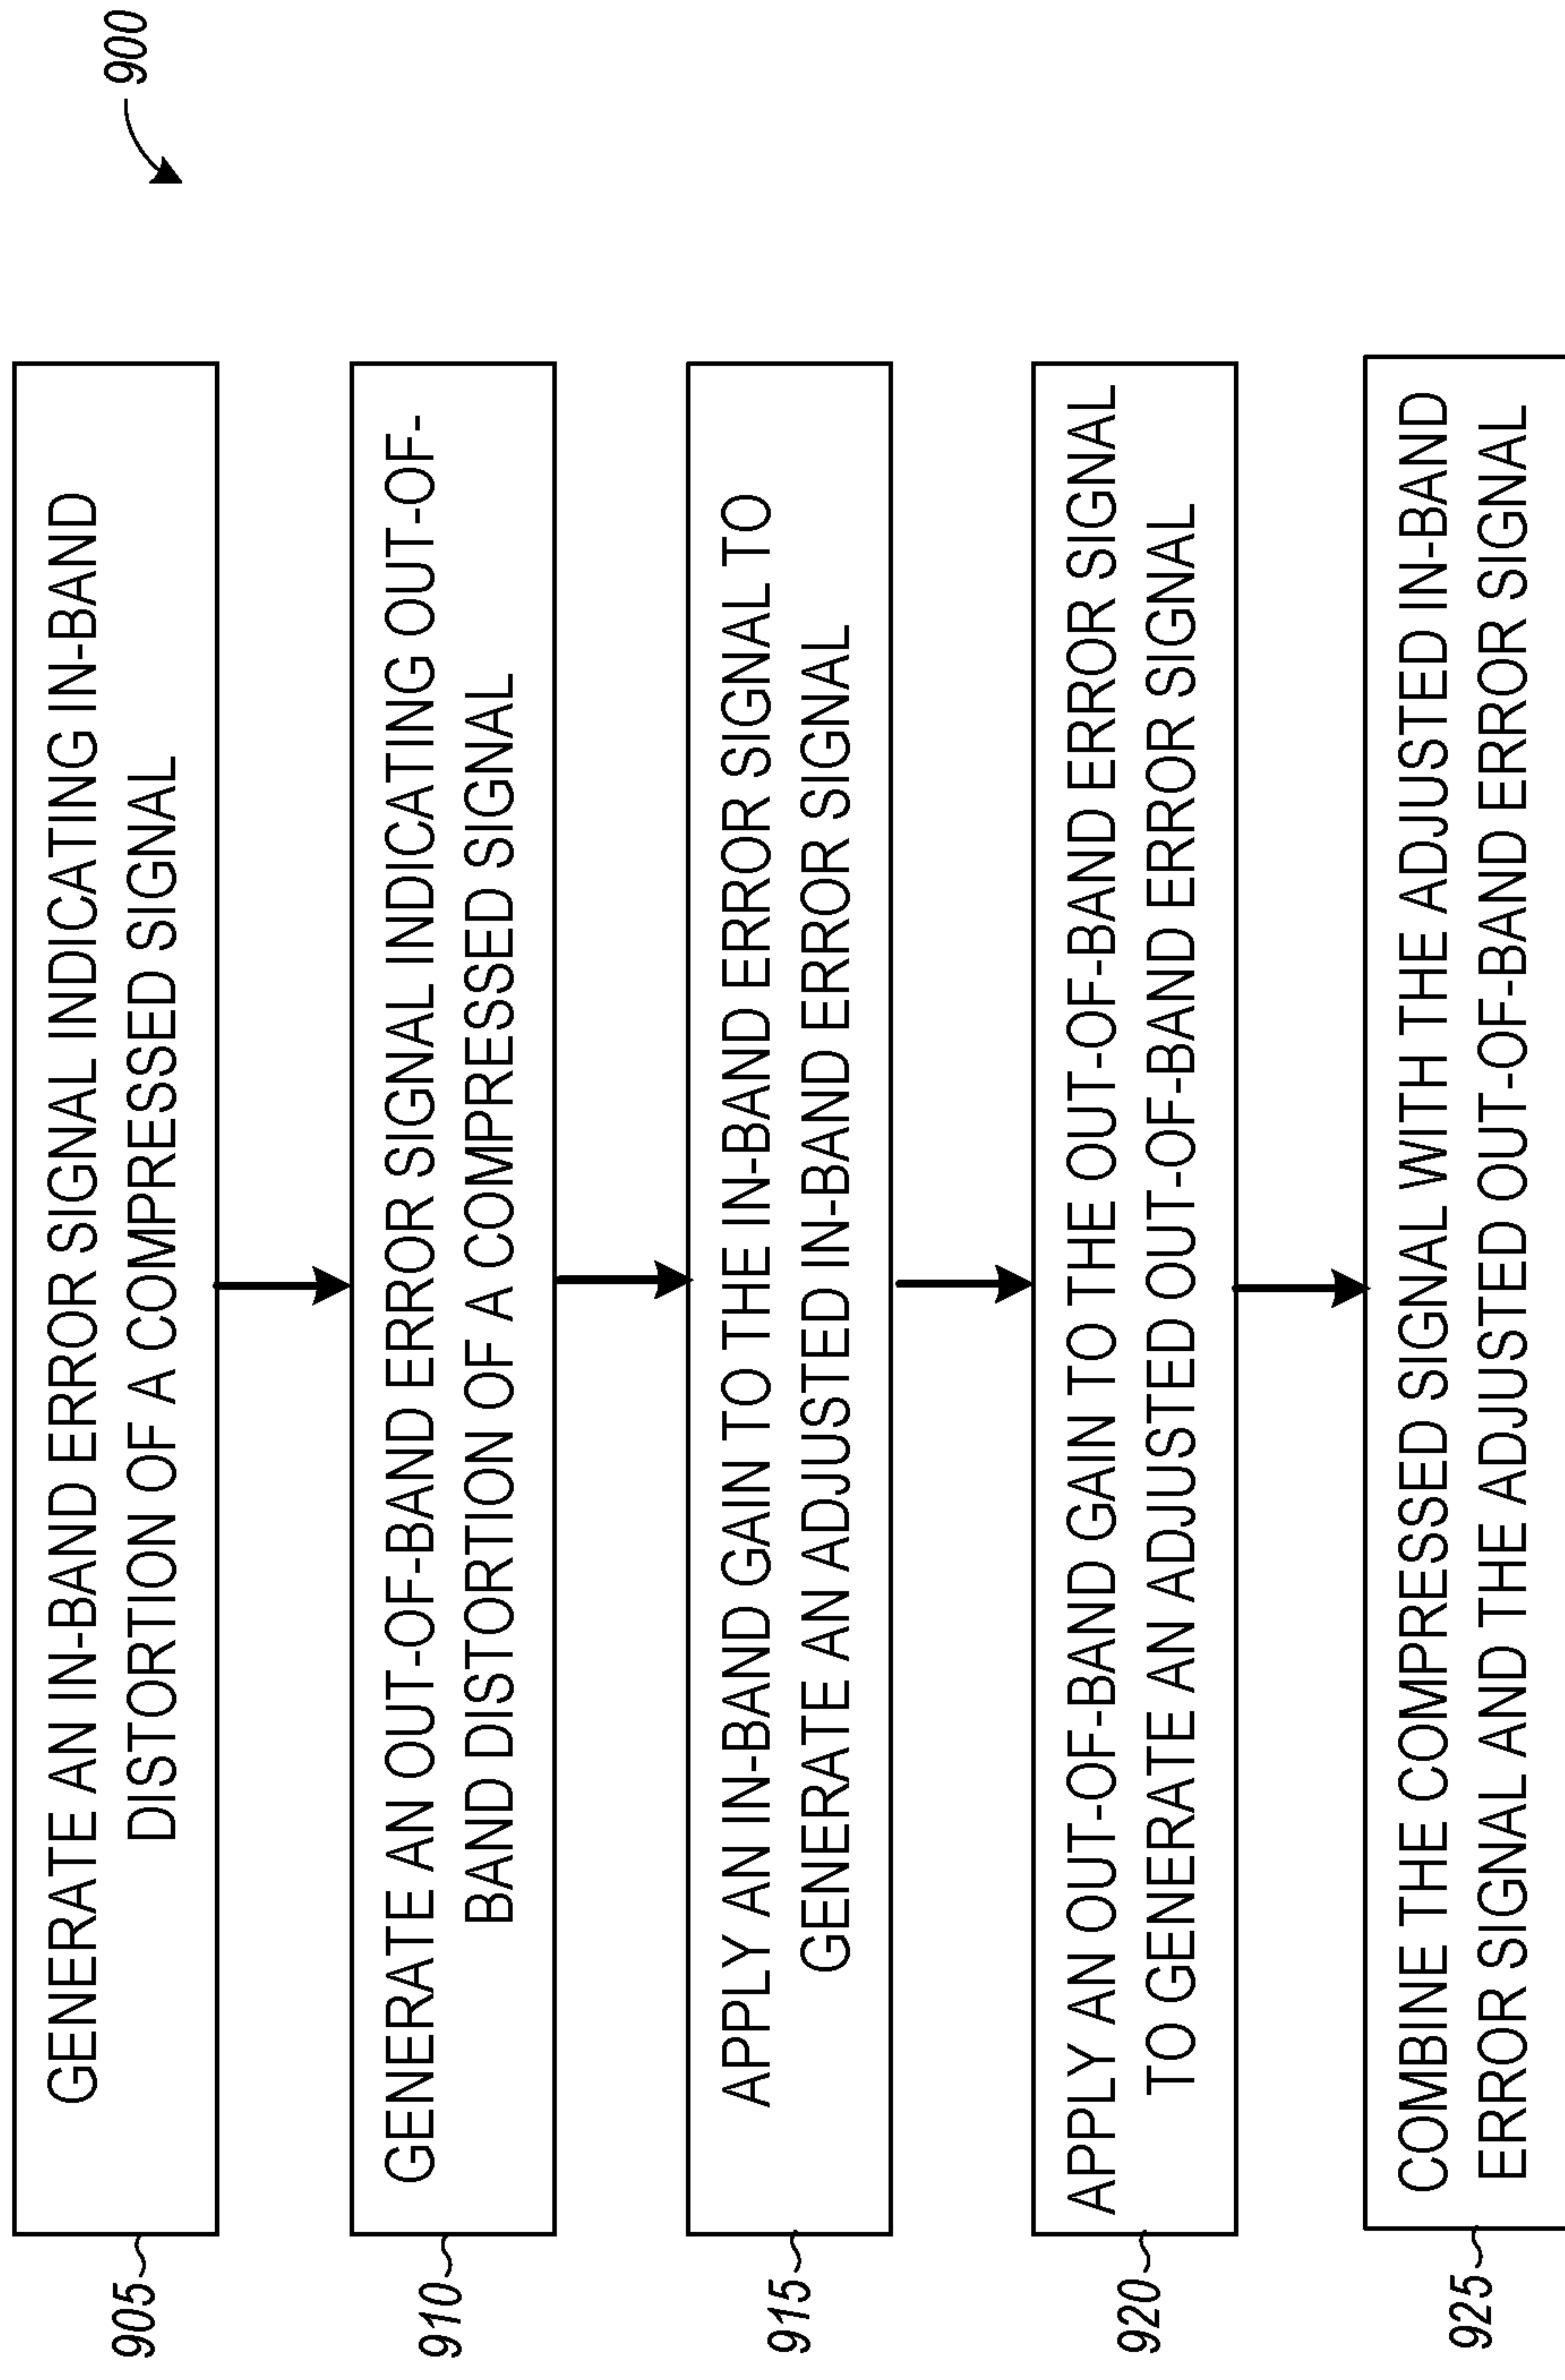 900
905
GENERATE AN IN-BAND ERROR SIGNAL INDICATING IN-BAND
DISTORTION OF A COMPRESSED SIGNAL
910
GENERATE AN OUT-OF-BAND ERROR SIGNAL INDICATING OUT-OF-
BAND DISTORTION OF A COMPRESSED SIGNAL
915
APPLY AN IN-BAND GAIN TO THE IN-BAND ERROR SIGNAL TO
GENERATE AN ADJUSTED IN-BAND ERROR SIGNAL
920
APPLY AN OUT-OF-BAND GAIN TO THE OUT-OF-BAND ERROR SIGNAL
TO GENERATE AN ADJUSTED OUT-OF-BAND ERROR SIGNAL
925
COMBINE THE COMPRESSED SIGNAL WITH THE ADJUSTED IN-BAND
ERROR SIGNAL AND THE ADJUSTED OUT-OF-BAND ERROR SIGNAL